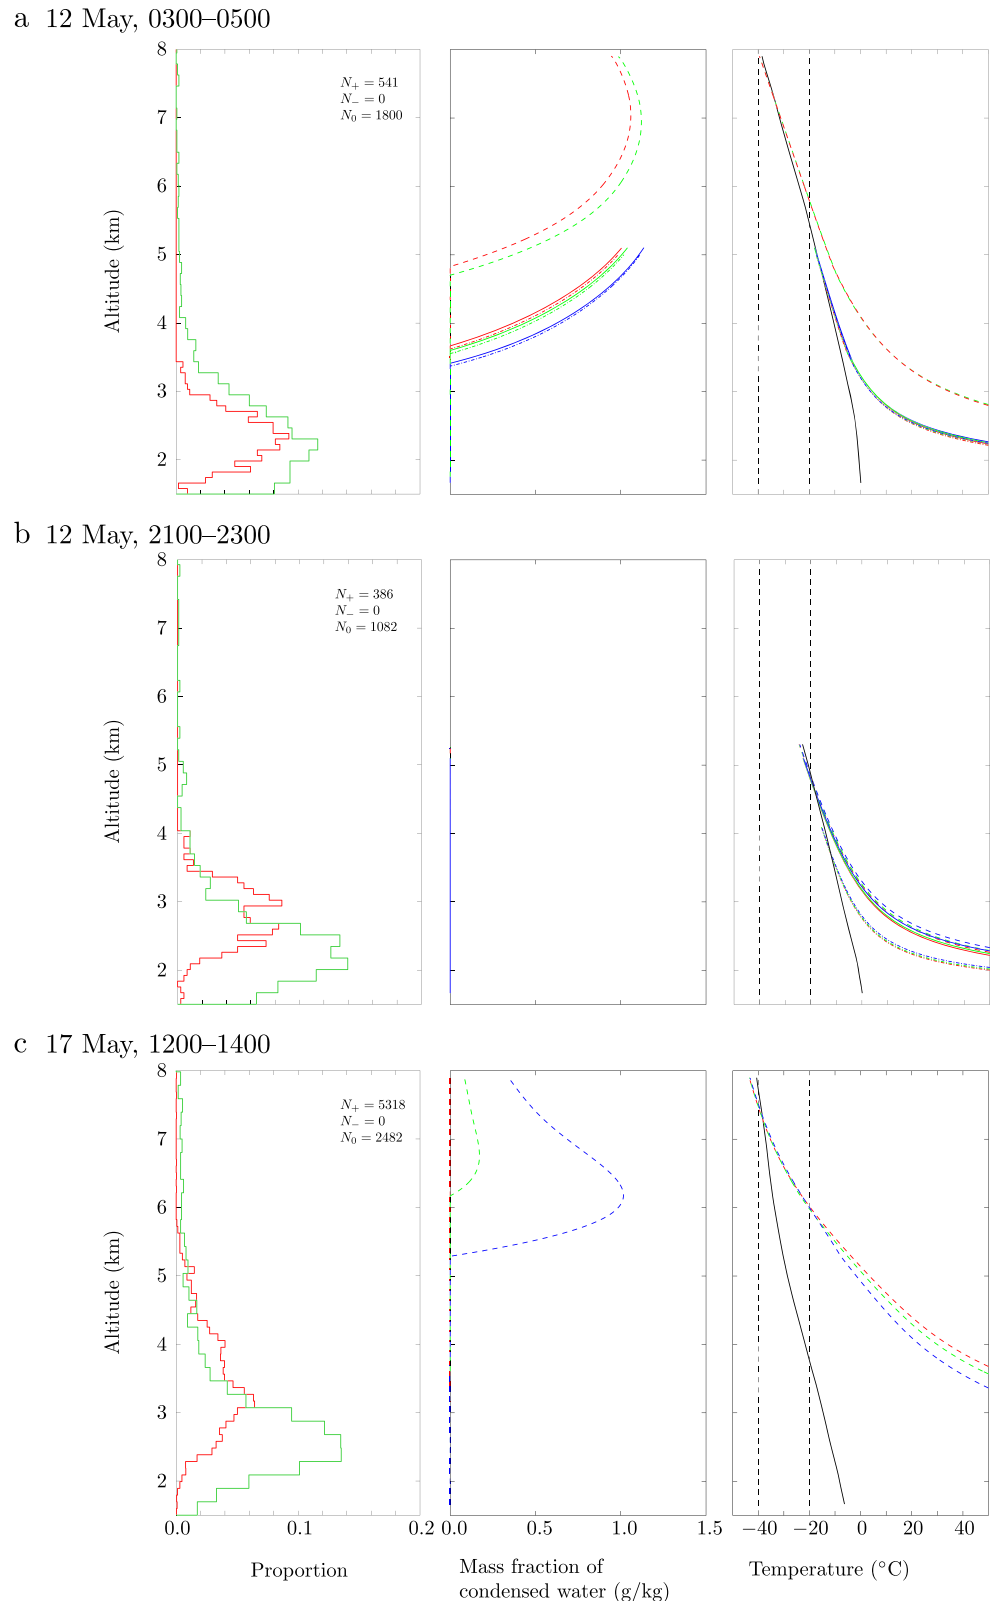 a 12 May, 0300–0500
8
7
6
5
4
3
2
Altitude (km)
N₊ = 541
N₋ = 0
N₀ = 1800
b 12 May, 2100–2300
8
7
6
5
4
3
2
Altitude (km)
N₊ = 386
N₋ = 0
N₀ = 1082
c 17 May, 1200–1400
8
7
6
5
4
3
2
Altitude (km)
N₊ = 5318
N₋ = 0
N₀ = 2482
0.0 0.1 0.2
0.0 0.5 1.0 1.5
−40 −20 0 20 40
Proportion
Mass fraction of
condensed water (g/kg)
Temperature (°C)